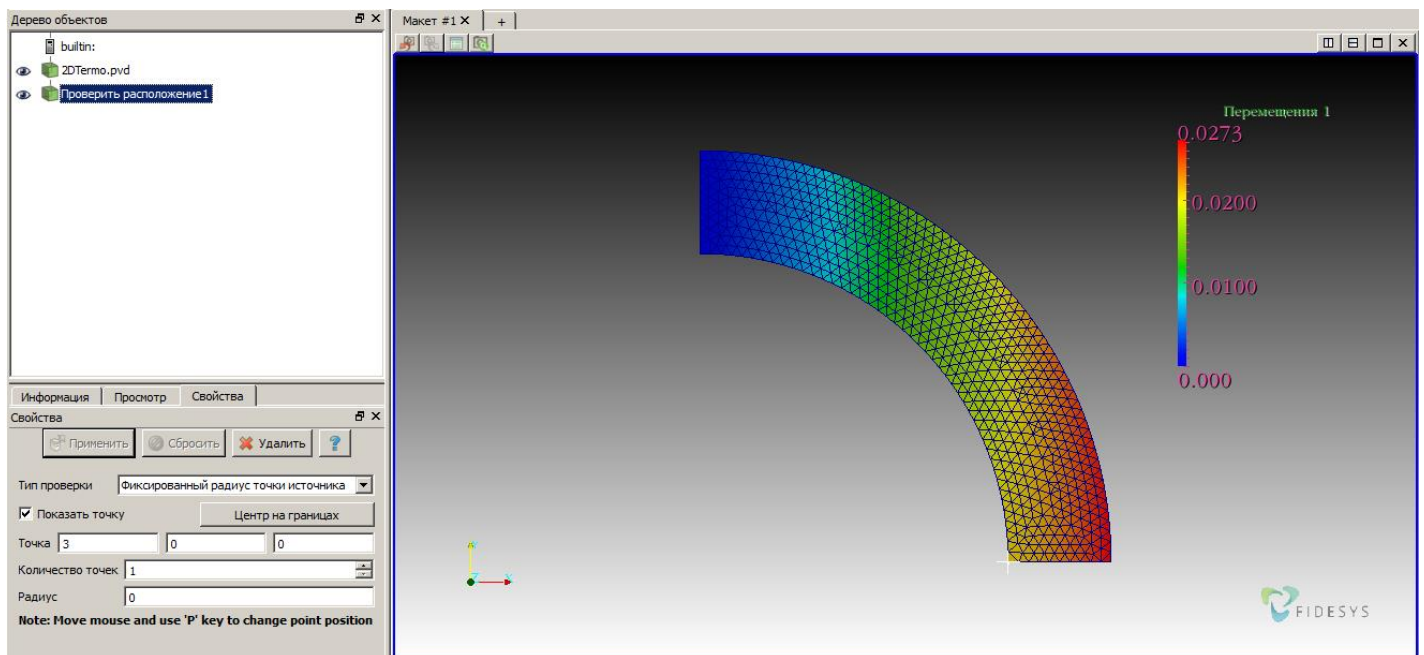 Дерево объектов
builtin:
2DTermo.pvd
Проверить расположение1
Информация Просмотр Свойства
Свойства
Применить Сбросить Удалить ?
Тип проверки Фиксированный радиус точки источника
Показать точку Центр на границах
Точка 3 0 0
Количество точек 1
Радиус 0
Note: Move mouse and use 'P' key to change point position
Макет #1 X +
Перемещения 1
0.0273
0.0200
0.0100
0.000
Y
Z X
FIDESYS